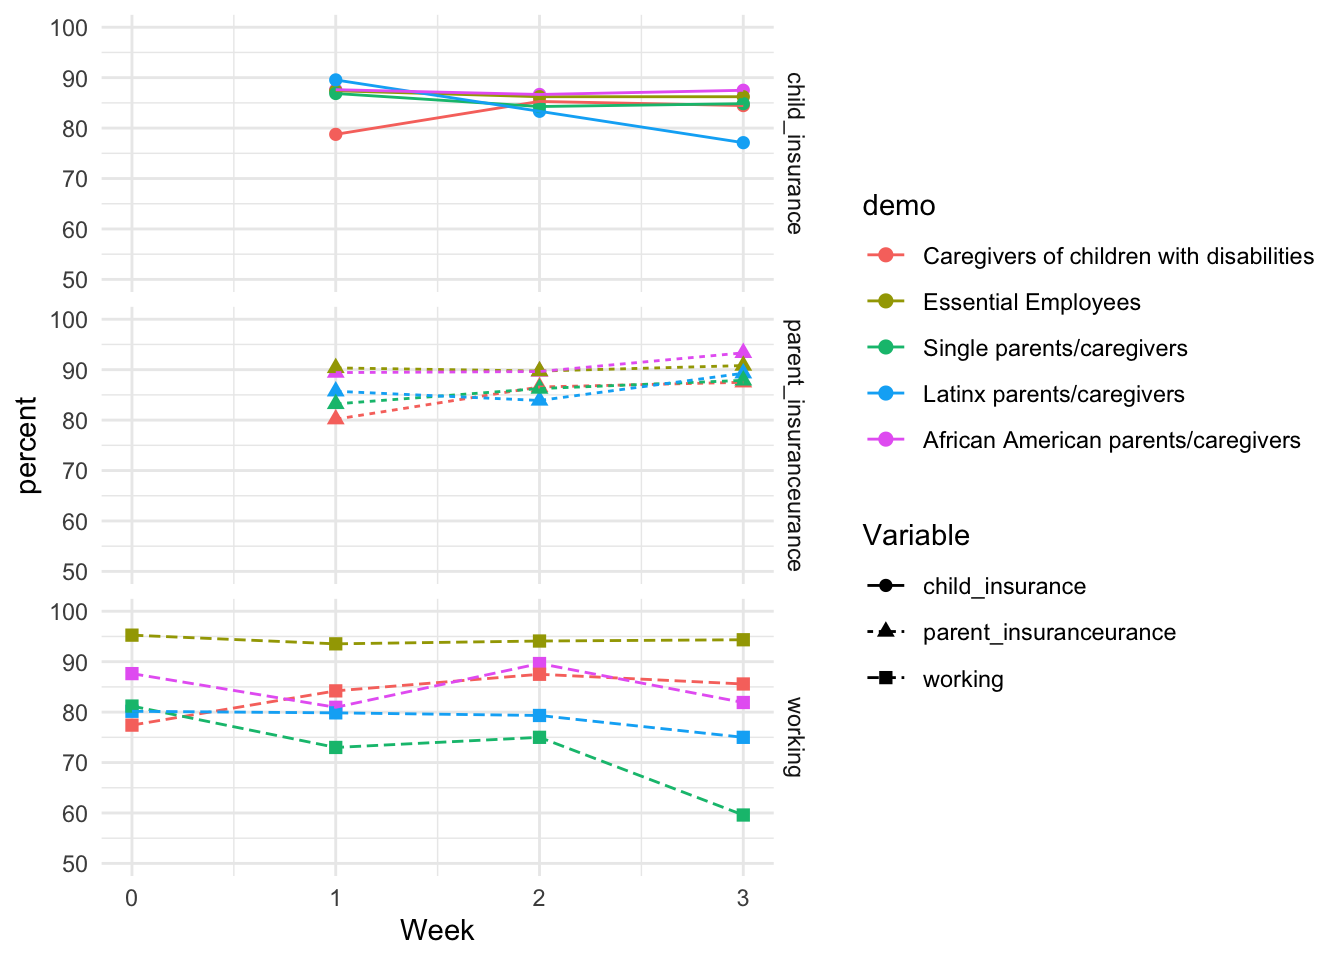 percent
100
90
80
70
60
50
child_insurance
100
90
80
70
60
50
parent_insuranceurance
100
90
80
70
60
50
working
0 1 2 3
Week
demo
Caregivers of children with disabilities
Essential Employees
Single parents/caregivers
Latinx parents/caregivers
African American parents/caregivers
Variable
child_insurance
parent_insuranceurance
working